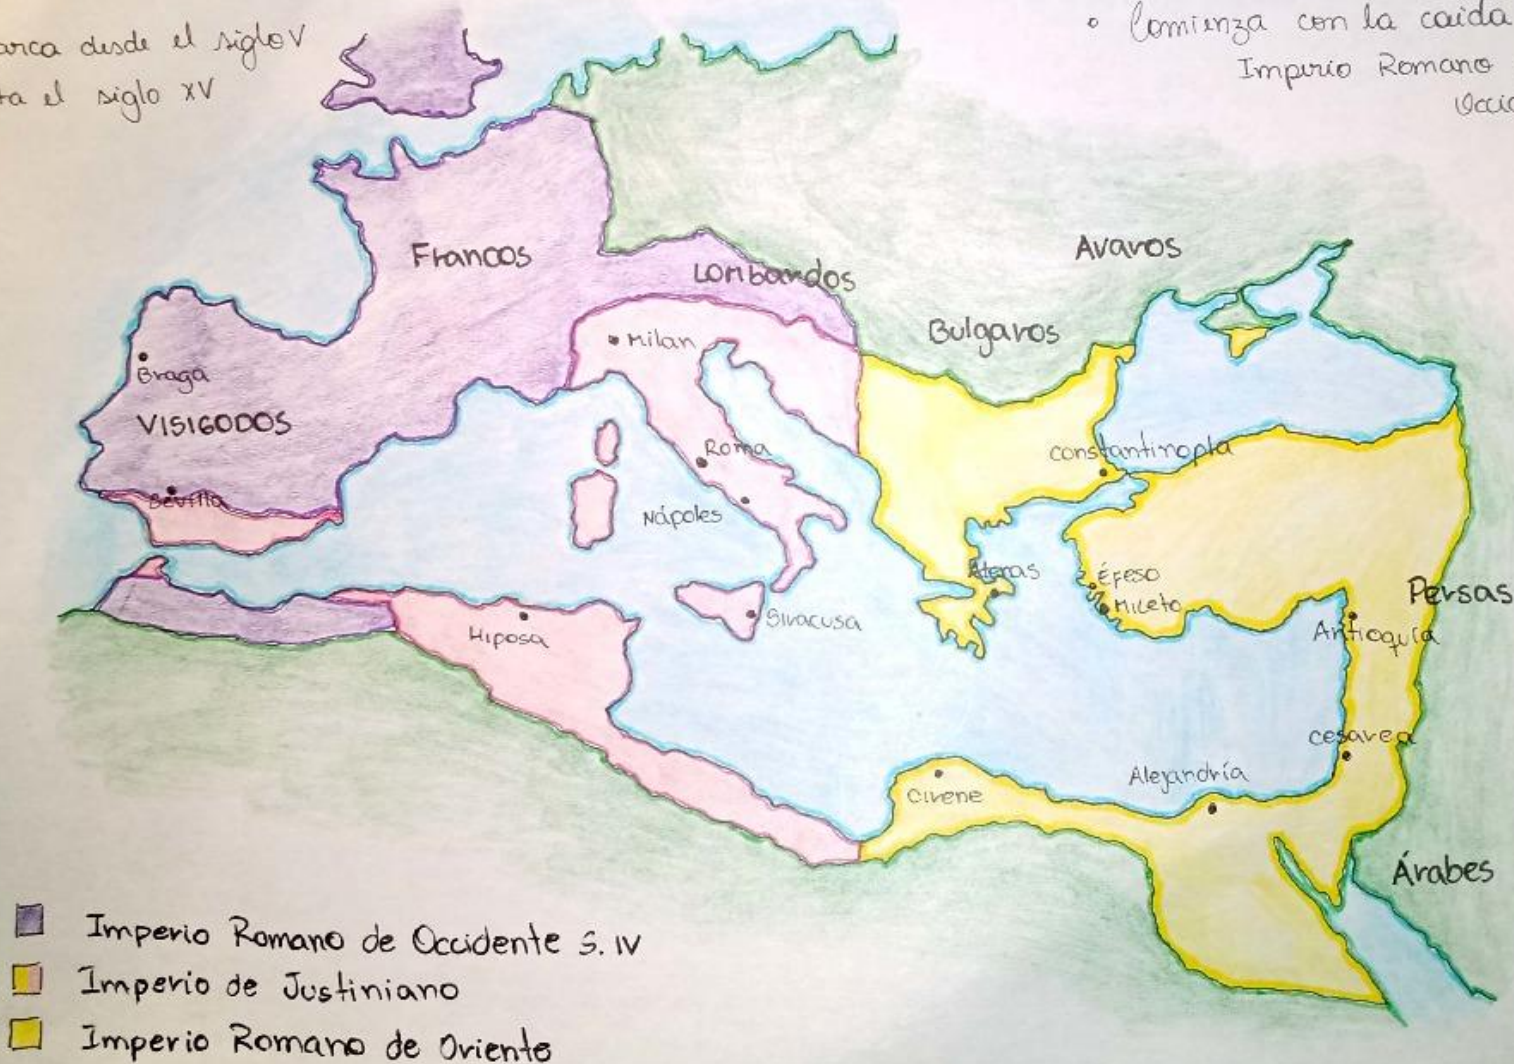 arca desde el siglo V
ta el siglo XV
• Comienza con la caída
Imperio Romano
Occid
Francos
Lombardos
Avaros
Bulgaros
Milan
Braga
VISIGODOS
Roma
Constantinopla
Sevilla
Nápoles
Atenas
Éfeso
Miceto
Persas
Siracusa
Hiposa
Antioquía
Cesarea
Alejandría
Cirene
Árabes
Imperio Romano de Occidente S. IV
Imperio de Justiniano
Imperio Romano de Oriente